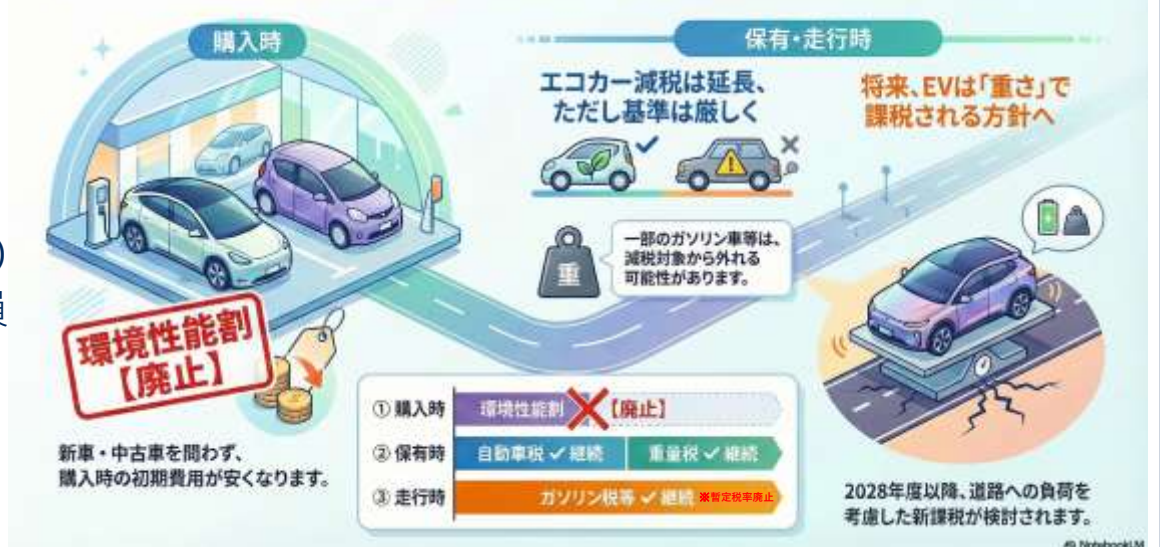 購入時
環境性能割
【廃止】
新車・中古車を問わず、
購入時の初期費用が安くなります。
保有・走行時
エコカー減税は延長、
ただし基準は厳しく
重
一部のガソリン車等は、
減税対象から外れる
可能性があります。
将来、EVは「重さ」で
課税される方針へ
2028年度以降、道路への負荷を
考慮した新課税が検討されます。
① 購入時 環境性能割 【廃止】
② 保有時 自動車税 ✓ 継続 重量税 ✓ 継続
③ 走行時 ガソリン税等 ✓ 継続 ※暫定税率廃止